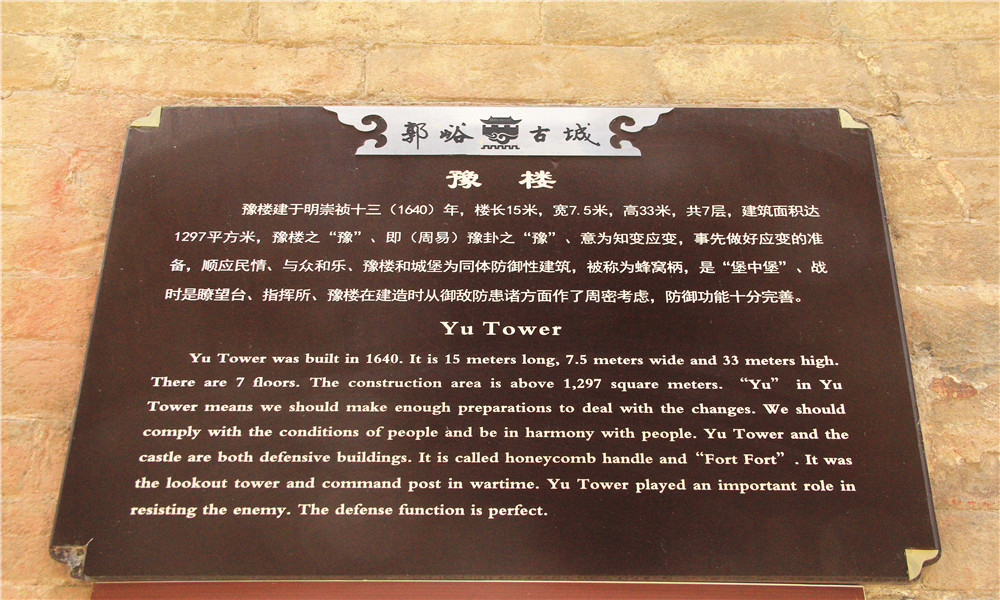 郭峪古城
豫楼
豫楼建于明崇祯十三（1640）年，楼长15米，宽7.5米，高33米，共7层，建筑面积达
1297平方米，豫楼之“豫”、即（周易）豫卦之“豫”、意为知变应变，事先做好应变的准
备，顺应民情、与众和乐、豫楼和城堡为同体防御性建筑，被称为蜂窝柄，是“堡中堡”、战
时是瞭望台、指挥所、豫楼在建造时从御敌防患诸方面作了周密考虑，防御功能十分完善。
Yu Tower
Yu Tower was built in 1640. It is 15 meters long, 7.5 meters wide and 33 meters high.
There are 7 floors. The construction area is above 1,297 square meters. “Yu” in Yu
Tower means we should make enough preparations to deal with the changes. We should
comply with the conditions of people and be in harmony with people. Yu Tower and the
castle are both defensive buildings. It is called honeycomb handle and “Fort Fort”. It was
the lookout tower and command post in wartime. Yu Tower played an important role in
resisting the enemy. The defense function is perfect.